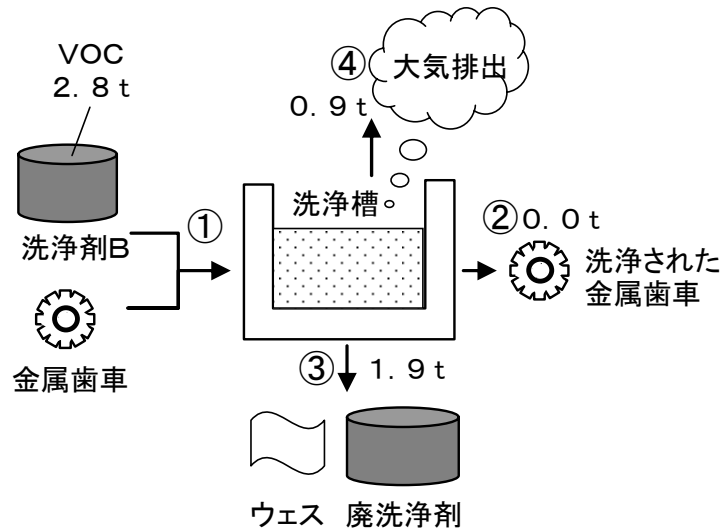 VOC
2.8t
④
大気排出
0.9t
洗浄剤B
①
洗浄槽
②0.0t
洗浄された
金属歯車
金属歯車
③ 1.9t
ウェス 廃洗浄剤